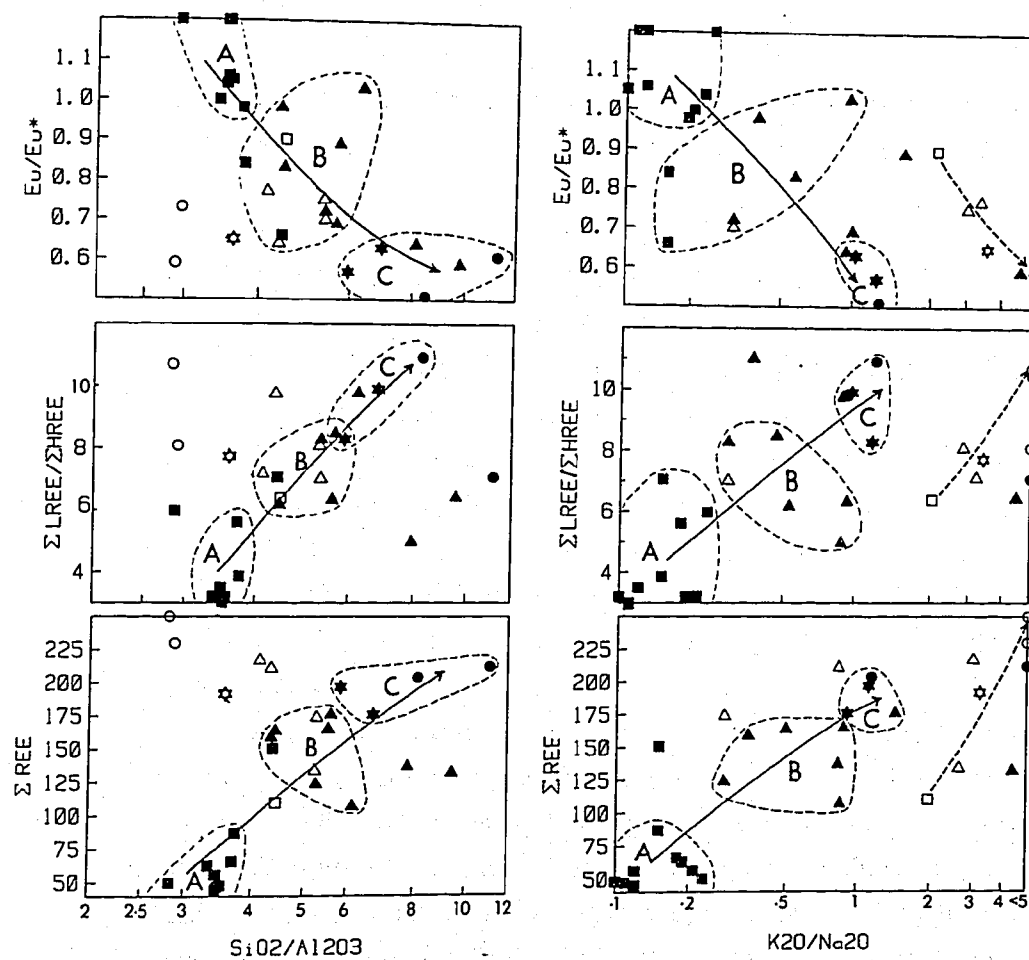 1.1
1.0
0.9
0.8
0.7
0.6
Eu/Eu*
A
B
C
1.1
1.0
0.9
0.8
0.7
0.6
Eu/Eu*
A
B
C
10
8
6
4
ΣLREE/ΣHREE
A
B
C
10
8
6
4
ΣLREE/ΣHREE
A
B
C
225
200
175
150
125
100
75
50
ΣREE
A
B
C
2 2·5 3 4 5 6 8 10 12
SiO2/Al2O3
225
200
175
150
125
100
75
50
ΣREE
A
B
C
·1 ·2 ·5 1 2 3 4 <5
K2O/Na2O